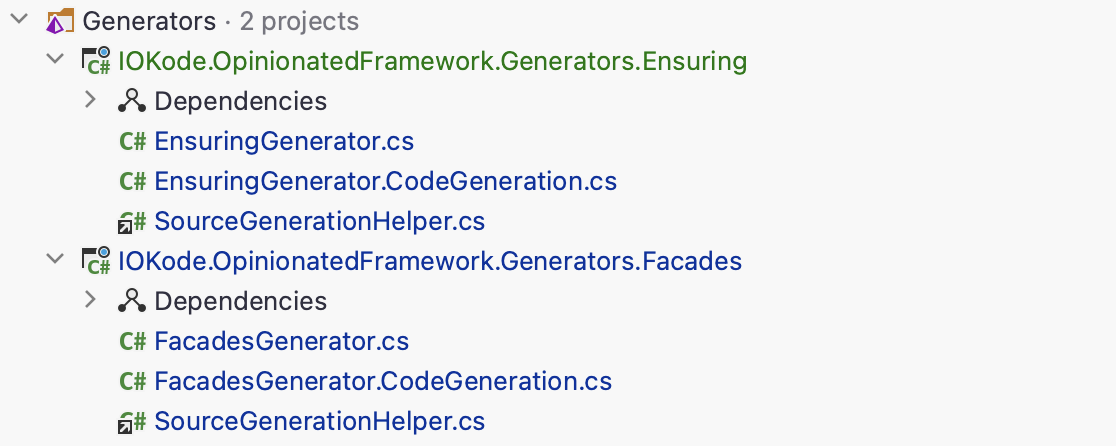 Generators · 2 projects
C# IOKode.OpinionatedFramework.Generators.Ensuring
Dependencies
C# EnsuringGenerator.cs
C# EnsuringGenerator.CodeGeneration.cs
C# SourceGenerationHelper.cs
C# IOKode.OpinionatedFramework.Generators.Facades
Dependencies
C# FacadesGenerator.cs
C# FacadesGenerator.CodeGeneration.cs
C# SourceGenerationHelper.cs